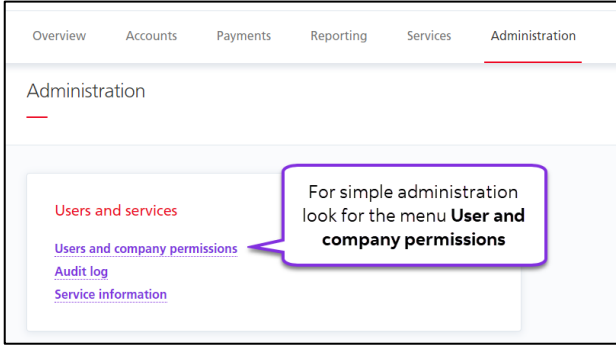 Overview Accounts Payments Reporting Services Administration
Administration
Users and services
Users and company permissions
Audit log
Service information
For simple administration
look for the menu User and
company permissions